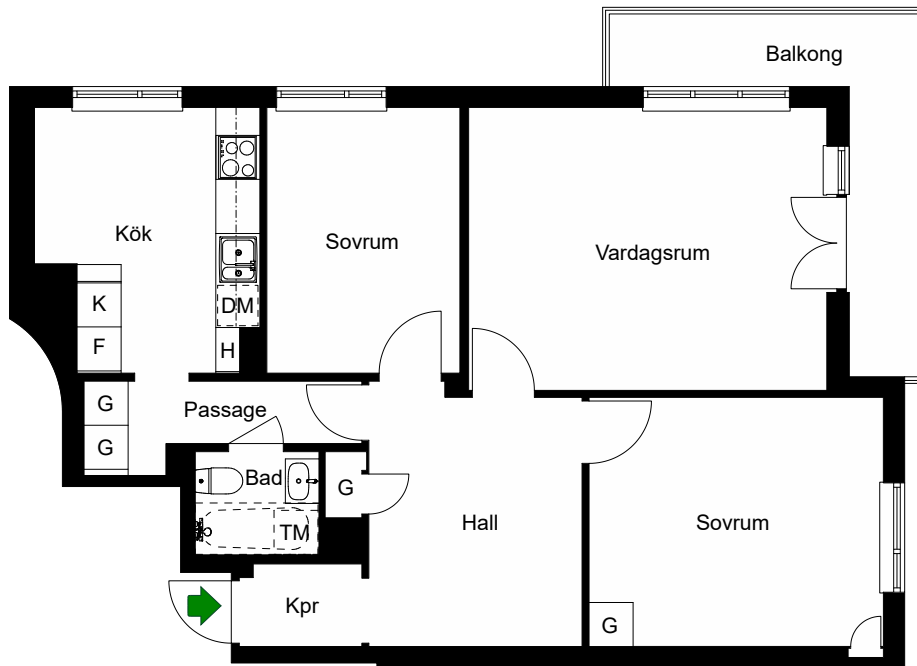 Balkong
Kök
Sovrum
Vardagsrum
K
DM
F
H
G
Passage
G
Bad
G
Hall
Sovrum
TM
Kpr
G